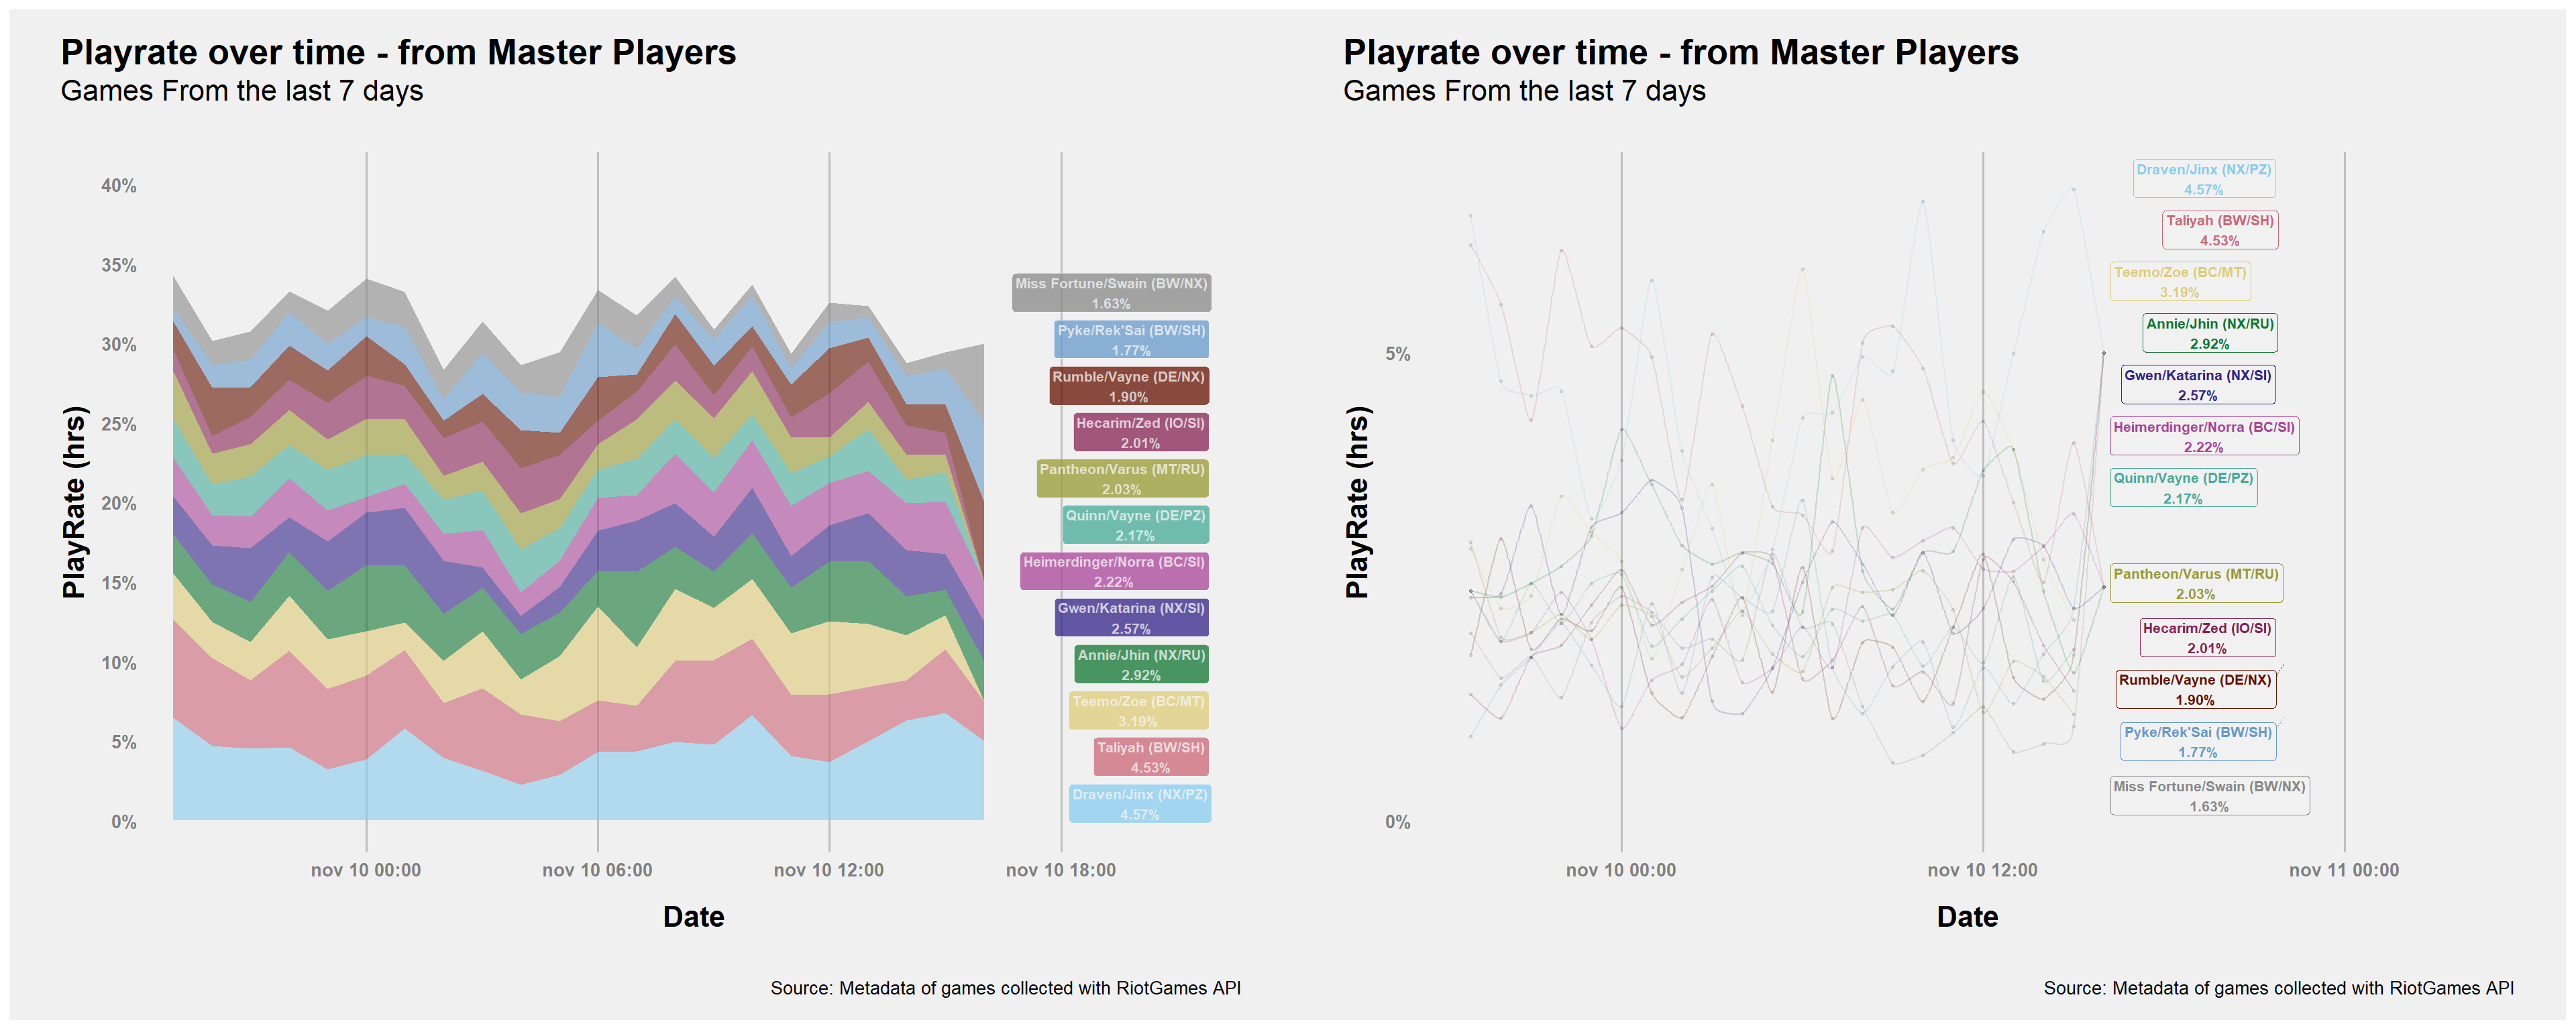 Playrate over time - from Master Players
Games From the last 7 days
40%
35%
30%
25%
20%
15%
10%
5%
0%
PlayRate (hrs)
Miss Fortune/Swain (BW/NX)
1.63%
Pyke/Rek'Sai (BW/SH)
1.77%
Rumble/Vayne (DE/NX)
1.90%
Hecarim/Zed (IO/SI)
2.01%
Pantheon/Varus (MT/RU)
2.03%
Quinn/Vayne (DE/PZ)
2.17%
Heimerdinger/Norra (BC/SI)
2.22%
Gwen/Katarina (NX/SI)
2.57%
Annie/Jhin (NX/RU)
2.92%
Teemo/Zoe (BC/MT)
3.19%
Taliyah (BW/SH)
4.53%
Draven/Jinx (NX/PZ)
4.57%
nov 10 00:00
nov 10 06:00
nov 10 12:00
nov 10 18:00
Date
Source: Metadata of games collected with RiotGames API
Playrate over time - from Master Players
Games From the last 7 days
5%
0%
PlayRate (hrs)
Draven/Jinx (NX/PZ)
4.57%
Taliyah (BW/SH)
4.53%
Teemo/Zoe (BC/MT)
3.19%
Annie/Jhin (NX/RU)
2.92%
Gwen/Katarina (NX/SI)
2.57%
Heimerdinger/Norra (BC/SI)
2.22%
Quinn/Vayne (DE/PZ)
2.17%
Pantheon/Varus (MT/RU)
2.03%
Hecarim/Zed (IO/SI)
2.01%
Rumble/Vayne (DE/NX)
1.90%
Pyke/Rek'Sai (BW/SH)
1.77%
Miss Fortune/Swain (BW/NX)
1.63%
nov 10 00:00
nov 10 12:00
nov 11 00:00
Date
Source: Metadata of games collected with RiotGames API